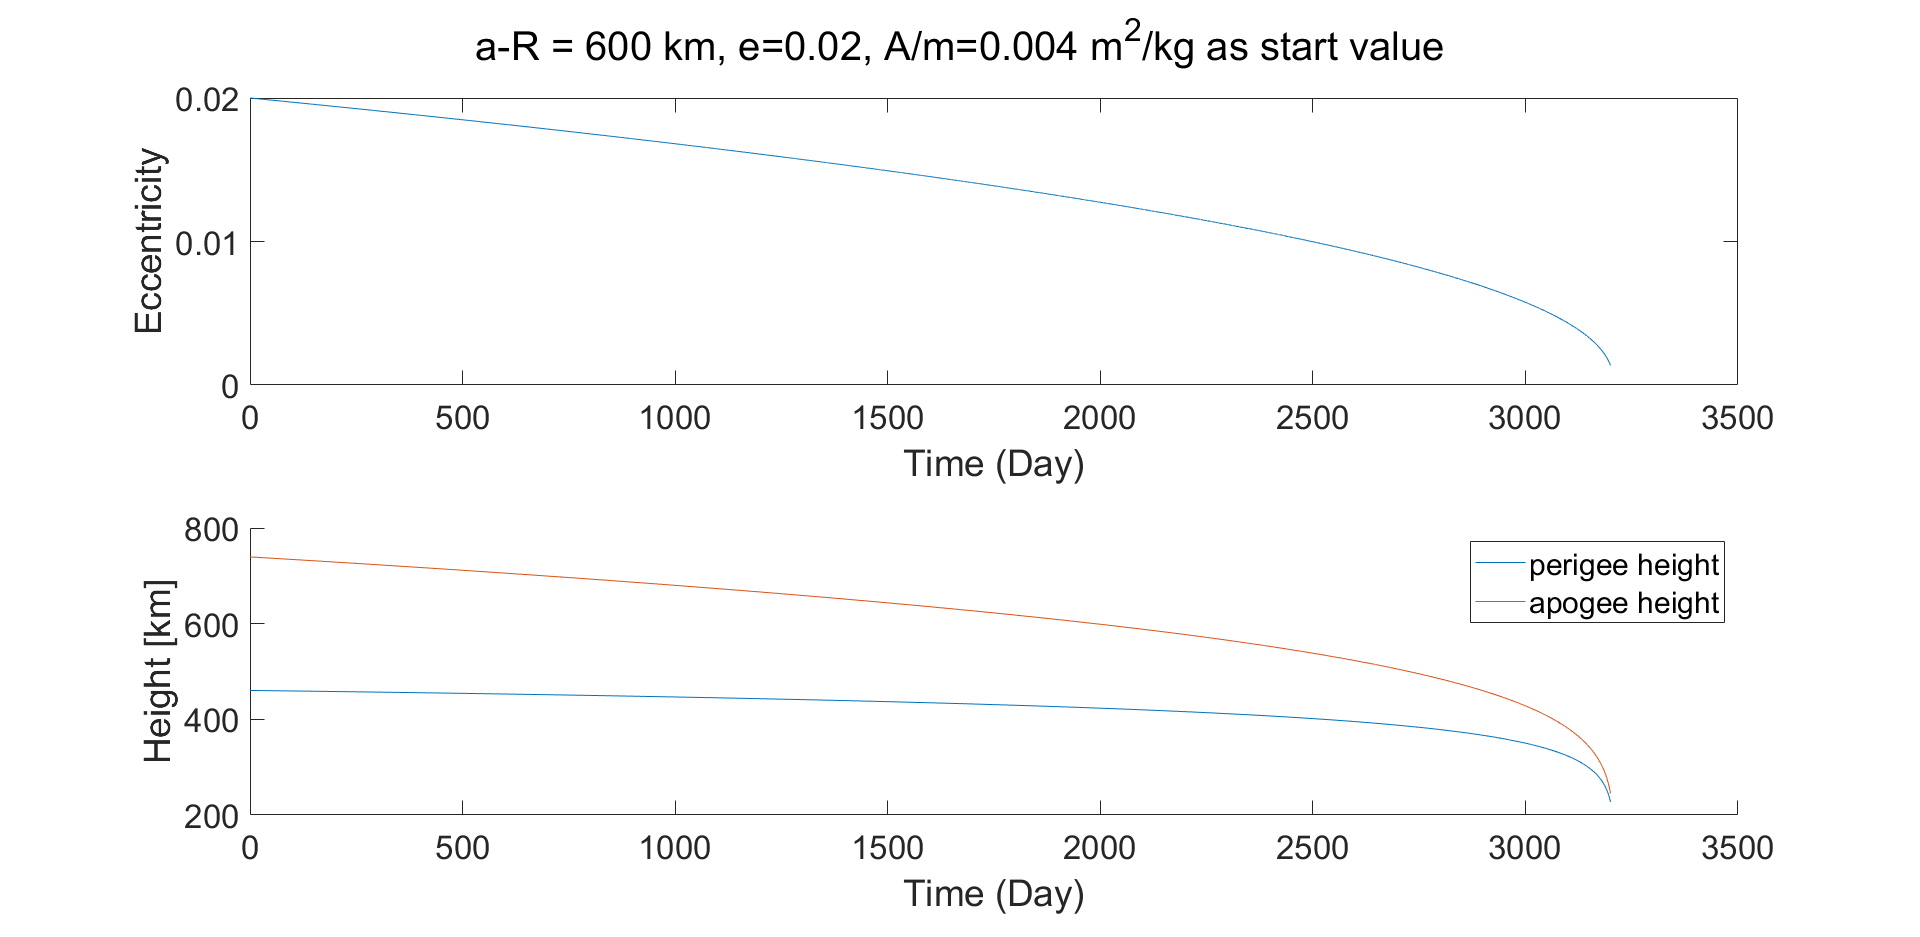 a-R = 600 km, e=0.02, A/m=0.004 m²/kg as start value
0.02
0.01
0
Eccentricity
0 500 1000 1500 2000 2500 3000 3500
Time (Day)
800
600
400
200
Height [km]
perigee height
apogee height
0 500 1000 1500 2000 2500 3000 3500
Time (Day)